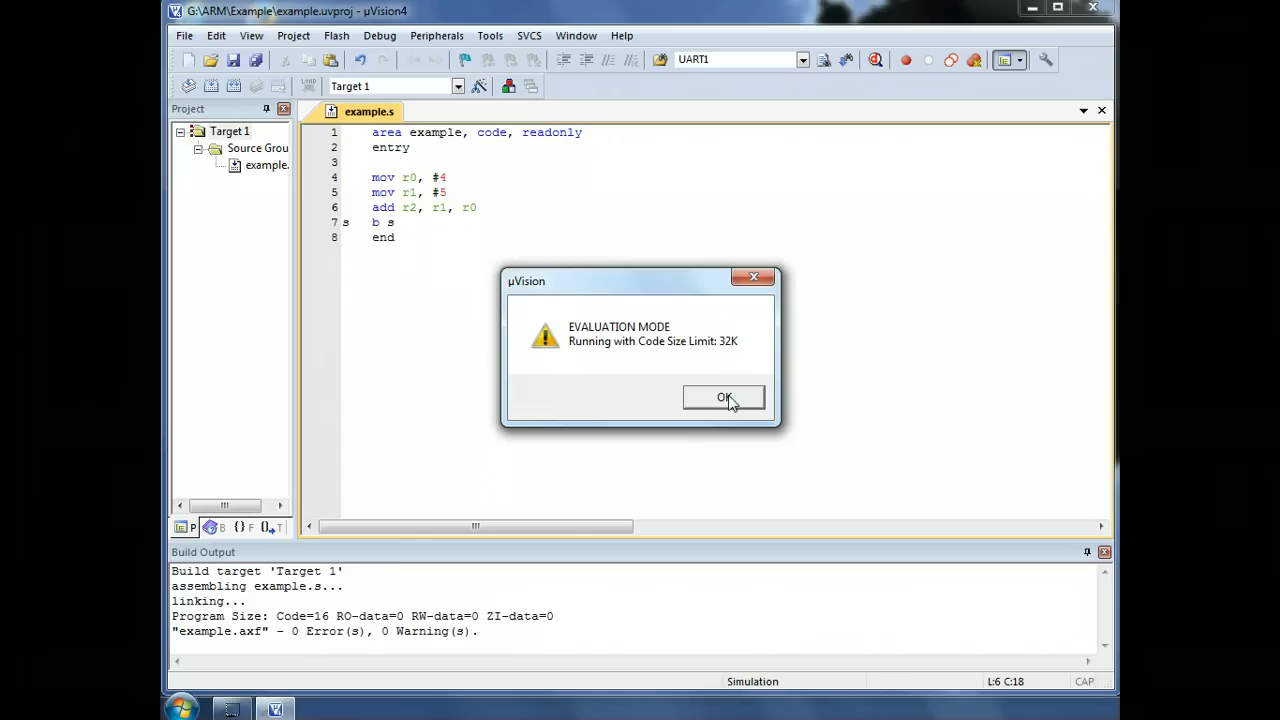 G:\ARM\Example\example.uvproj - µVision4
File Edit View Project Flash Debug Peripherals Tools SVCS Window Help
UART1
LOAD Target 1
Project
example.s
Target 1
Source Grou
example.
1 area example, code, readonly
2 entry
3
4 mov r0, #4
5 mov r1, #5
6 add r2, r1, r0
7 s b s
8 end
µVision
EVALUATION MODE
Running with Code Size Limit: 32K
OK
P B {} F T
Build Output
Build target 'Target 1'
assembling example.s...
linking...
Program Size: Code=16 RO-data=0 RW-data=0 ZI-data=0
"example.axf" - 0 Error(s), 0 Warning(s).
Simulation L:6 C:18 CAP